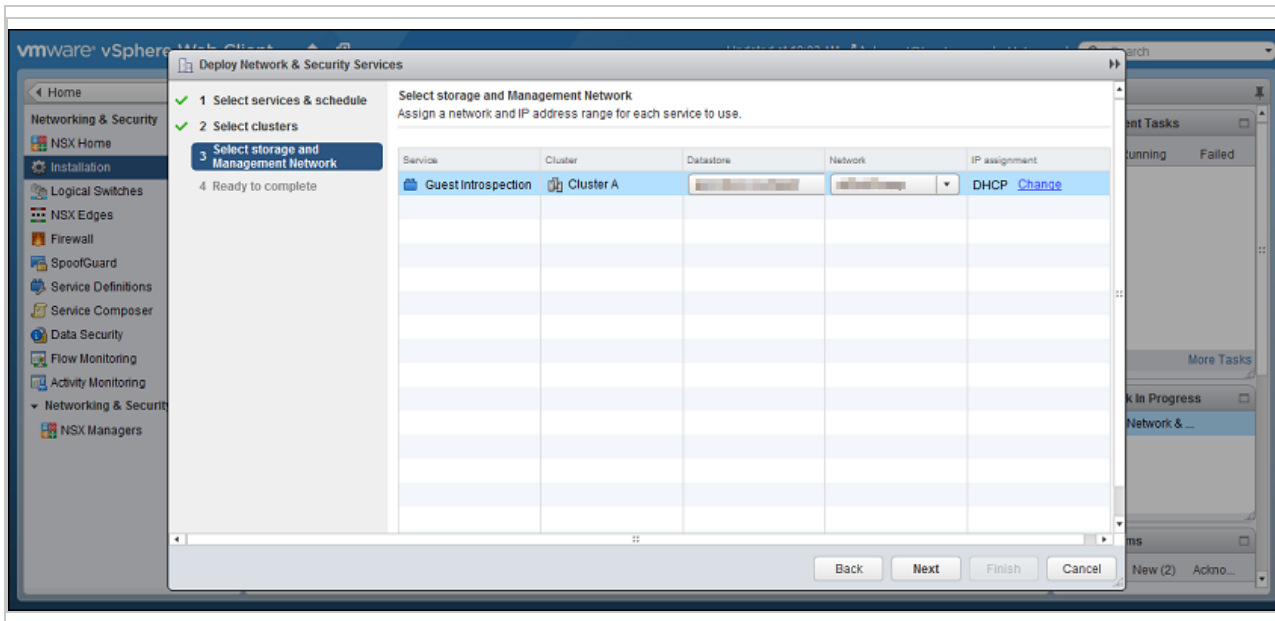 vmware® vSphere Web Client
Search
Deploy Network & Security Services
Home
Networking & Security
NSX Home
Installation
Logical Switches
NSX Edges
Firewall
SpoofGuard
Service Definitions
Service Composer
Data Security
Flow Monitoring
Activity Monitoring
Networking & Security
NSX Managers
1 Select services & schedule
2 Select clusters
3 Select storage and
Management Network
4 Ready to complete
Select storage and Management Network
Assign a network and IP address range for each service to use.
Service Cluster Datastore Network IP assignment
Guest Introspection Cluster A DHCP Change
Back Next Finish Cancel
ent Tasks
Running Failed
More Tasks
k In Progress
Network & ...
ms
New (2) Ackno...